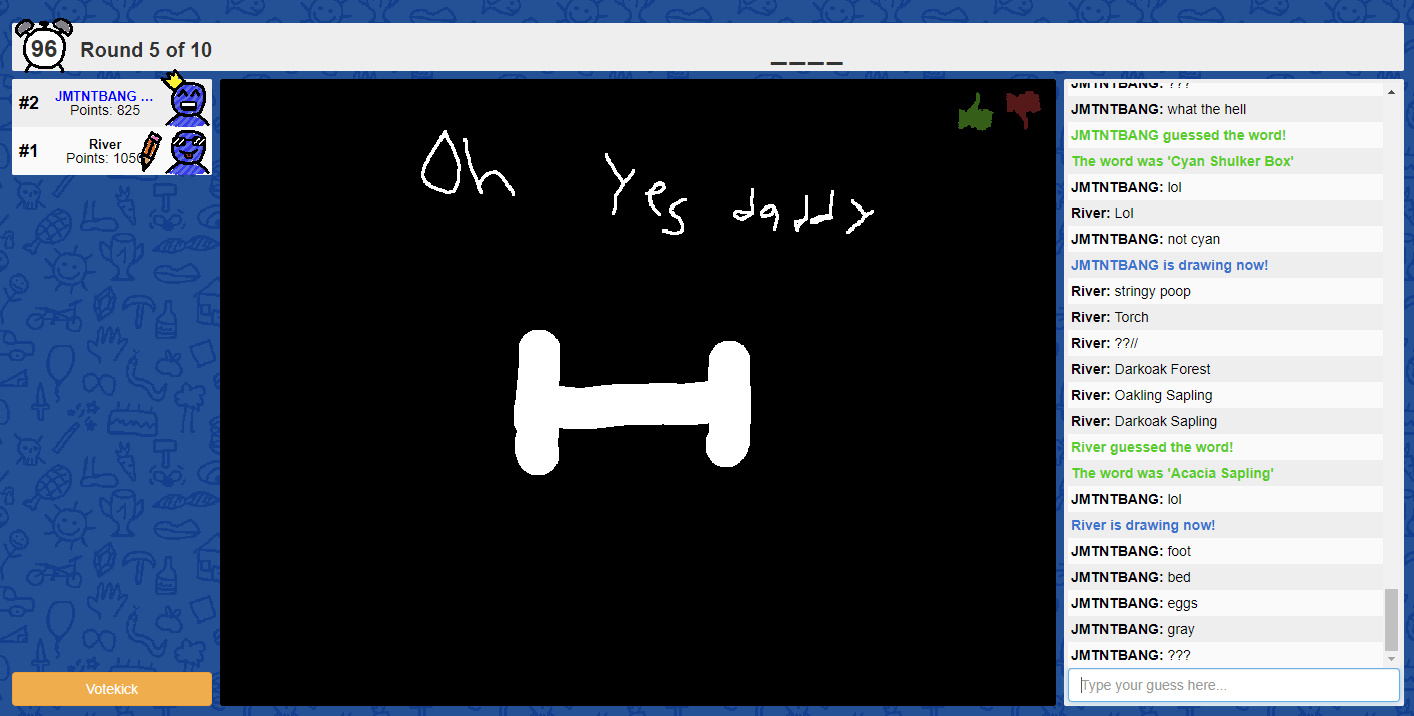 96 Round 5 of 10
____
#2 JMTNTBANG ...
Points: 825
#1 River
Points: 1056
Oh Yes daddy
JMTNTBANG: ???
JMTNTBANG: what the hell
JMTNTBANG guessed the word!
The word was 'Cyan Shulker Box'
JMTNTBANG: lol
River: Lol
JMTNTBANG: not cyan
JMTNTBANG is drawing now!
River: stringy poop
River: Torch
River: ??//
River: Darkoak Forest
River: Oakling Sapling
River: Darkoak Sapling
River guessed the word!
The word was 'Acacia Sapling'
JMTNTBANG: lol
River is drawing now!
JMTNTBANG: foot
JMTNTBANG: bed
JMTNTBANG: eggs
JMTNTBANG: gray
JMTNTBANG: ???
Type your guess here...
Votekick